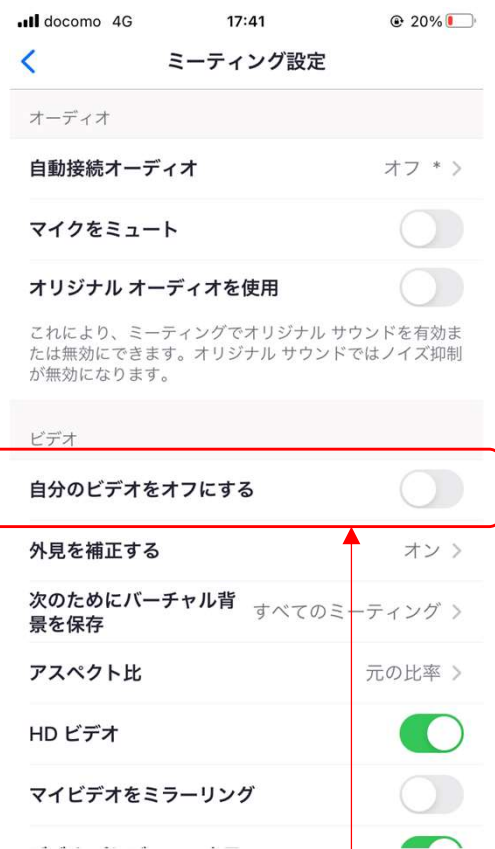 docomo 4G 17:41 20%
ミーティング設定
オーディオ
自動接続オーディオ オフ *
マイクをミュート
オリジナル オーディオを使用
これにより、ミーティングでオリジナル サウンドを有効ま
たは無効にできます。オリジナル サウンドではノイズ抑制
が無効になります。
ビデオ
自分のビデオをオフにする
外見を補正する オン
次のためにバーチャル背 すべてのミーティング
景を保存
アスペクト比 元の比率
HD ビデオ
マイビデオをミラーリング